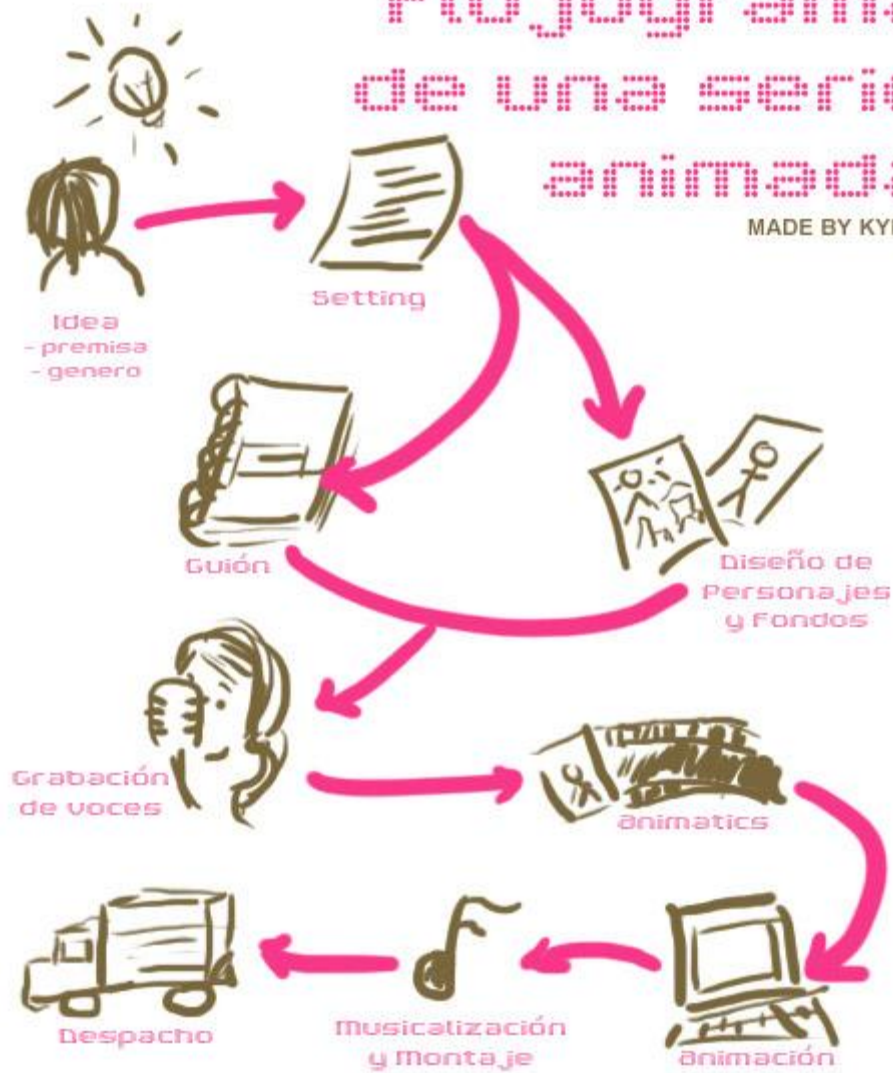 de una serie
MADE BY
Idea
- premisa
- genero
Setting
Guión
Diseño de
Personajes
y Fondos
Grabación
de voces
animatics
Despacho
Musicalización
y Montaje
animación